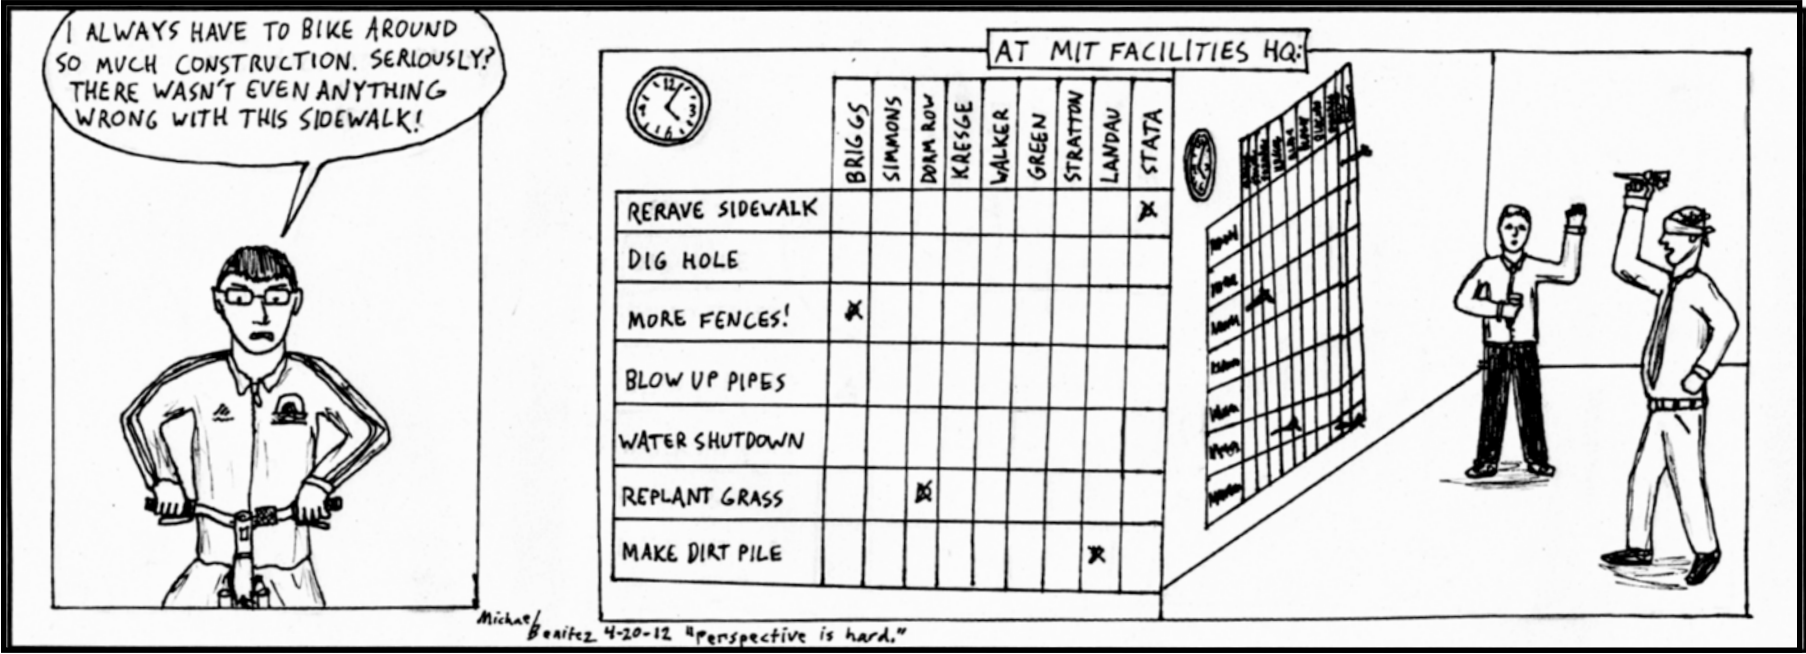 I ALWAYS HAVE TO BIKE AROUND
SO MUCH CONSTRUCTION. SERIOUSLY?
THERE WASN'T EVEN ANYTHING
WRONG WITH THIS SIDEWALK!
AT MIT FACILITIES HQ:
12
6
BRIGGS
SIMMONS
DORM ROW
KRESGE
WALKER
GREEN
STRATTON
LANDAU
STATA
RERAVE SIDEWALK
DIG HOLE
MORE FENCES!
BLOW UP PIPES
WATER SHUTDOWN
REPLANT GRASS
MAKE DIRT PILE
Michael
Benitez 4-20-12 "Perspective is hard."